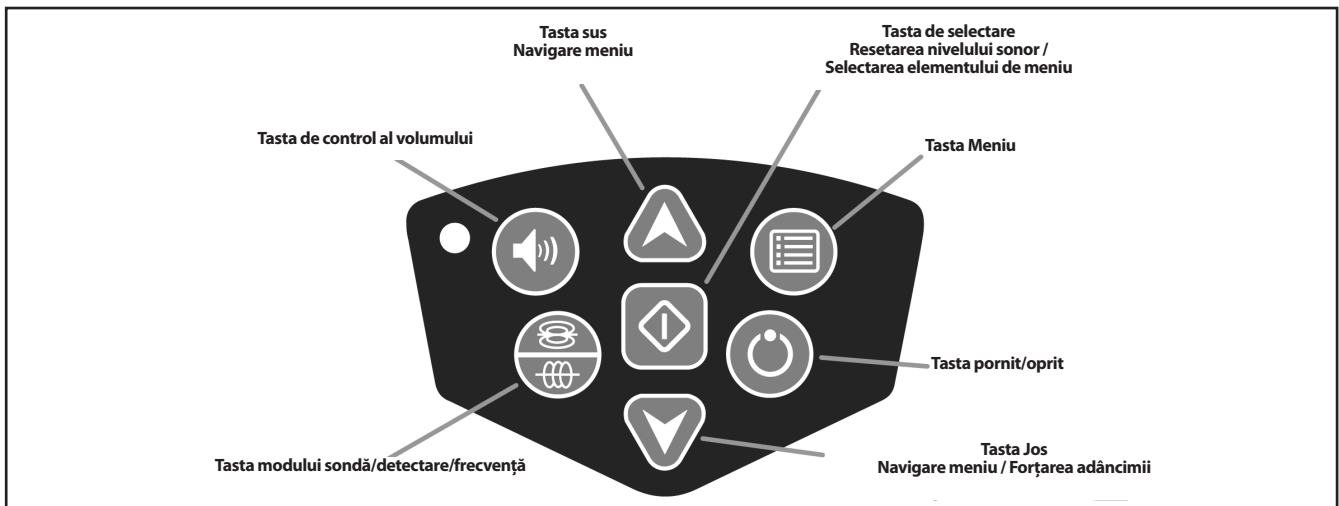 Tasta sus
Navigare meniu
Tasta de selectare
Resetarea nivelului sonor /
Selectarea elementului de meniu
Tasta de control al volumului
Tasta Meniu
Tasta pornit/oprit
Tasta modului sondă/detectare/frecvență
Tasta Jos
Navigare meniu / Forțarea adâncimii